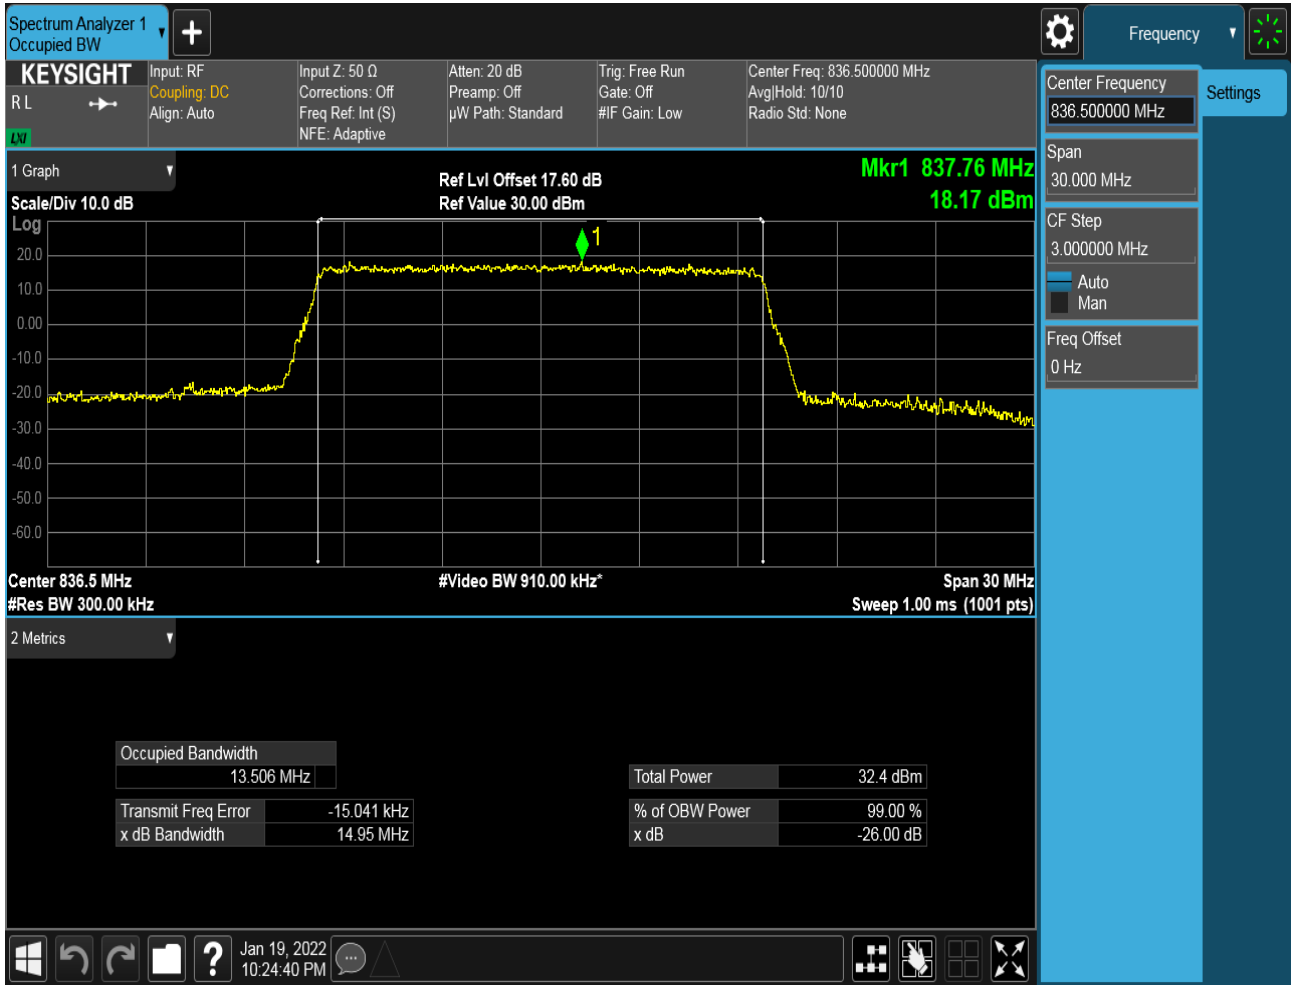 Spectrum Analyzer 1
Occupied BW
Frequency
KEYSIGHT
R L
LXI
Input: RF
Coupling: DC
Align: Auto
Input Z: 50 Ω
Corrections: Off
Freq Ref: Int (S)
NFE: Adaptive
Atten: 20 dB
Preamp: Off
µW Path: Standard
Trig: Free Run
Gate: Off
#IF Gain: Low
Center Freq: 836.500000 MHz
Avg|Hold: 10/10
Radio Std: None
Center Frequency
836.500000 MHz
Settings
Span
30.000 MHz
CF Step
3.000000 MHz
Auto
Man
Freq Offset
0 Hz
1 Graph
Scale/Div 10.0 dB
Ref Lvl Offset 17.60 dB
Ref Value 30.00 dBm
Mkr1 837.76 MHz
18.17 dBm
Log
1
20.0
10.0
0.00
-10.0
-20.0
-30.0
-40.0
-50.0
-60.0
Center 836.5 MHz
#Video BW 910.00 kHz*
Span 30 MHz
#Res BW 300.00 kHz
Sweep 1.00 ms (1001 pts)
2 Metrics
Occupied Bandwidth
13.506 MHz
Transmit Freq Error -15.041 kHz
x dB Bandwidth 14.95 MHz
Total Power 32.4 dBm
% of OBW Power 99.00 %
x dB -26.00 dB
?
Jan 19, 2022
10:24:40 PM